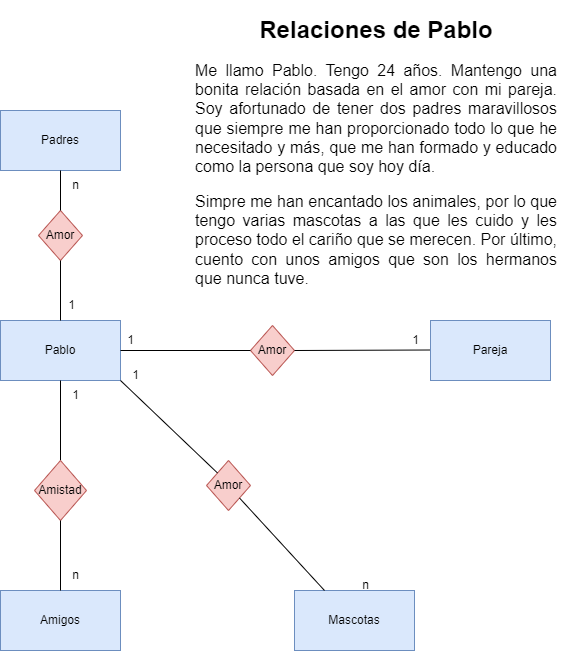 Relaciones de Pablo
Me llamo Pablo. Tengo 24 años. Mantengo una
bonita relación basada en el amor con mi pareja.
Soy afortunado de tener dos padres maravillosos
que siempre me han proporcionado todo lo que he
necesitado y más, que me han formado y educado
como la persona que soy hoy día.
Simpre me han encantado los animales, por lo que
tengo varias mascotas a las que les cuido y les
proceso todo el cariño que se merecen. Por último,
cuento con unos amigos que son los hermanos
que nunca tuve.
Padres
n
Amor
1
Pablo
1
Amor
1
Pareja
1
1
Amistad
Amor
n
n
Amigos
Mascotas